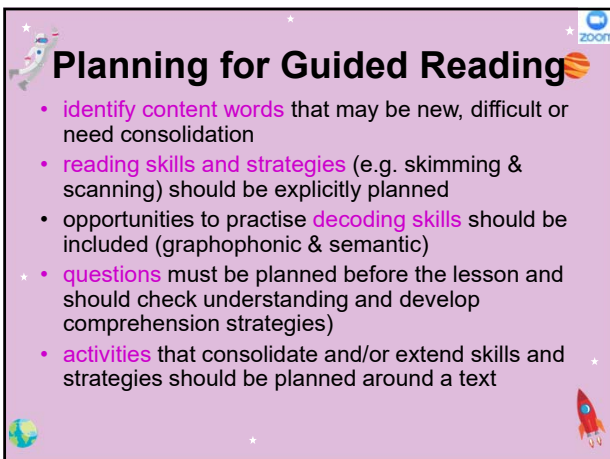 zoom
Planning for Guided Reading
• identify content words that may be new, difficult or
need consolidation
• reading skills and strategies (e.g. skimming &
scanning) should be explicitly planned
• opportunities to practise decoding skills should be
included (graphophonic & semantic)
• questions must be planned before the lesson and
should check understanding and develop
comprehension strategies)
• activities that consolidate and/or extend skills and
strategies should be planned around a text